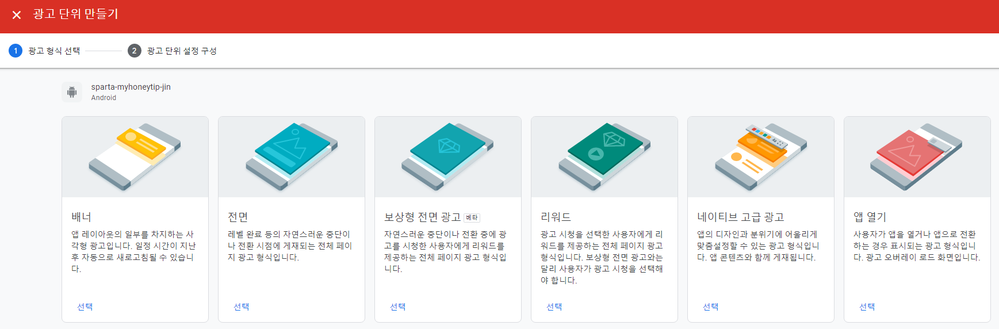 광고 단위 만들기
1 광고 형식 선택
2 광고 단위 설정 구성
sparta-myhoneytip-jin
Android
배너
앱 레이아웃의 일부를 차지하는 사
각형 광고입니다. 일정 시간이 지난
후 자동으로 새로고침될 수 있습니
다.
선택
전면
레벨 완료 등의 자연스러운 중단이
나 전환 시점에 게재되는 전체 페이
지 광고 형식입니다.
선택
보상형 전면 광고 베타
자연스러운 중단이나 전환 중에 광
고를 시청한 사용자에게 리워드를
제공하는 전체 페이지 광고 형식입
니다.
선택
리워드
광고 시청을 선택한 사용자에게 리
워드를 제공하는 전체 페이지 광고
형식입니다. 보상형 전면 광고와는
달리 사용자가 광고 시청을 선택해
야 합니다.
선택
네이티브 고급 광고
앱의 디자인과 분위기에 어울리게
맞춤설정할 수 있는 광고 형식입니
다. 앱 콘텐츠와 함께 게재됩니다.
선택
앱 열기
사용자가 앱을 열거나 앱으로 전환
하는 경우 표시되는 광고 형식입니
다. 광고 오버레이 로드 화면입니다.
선택